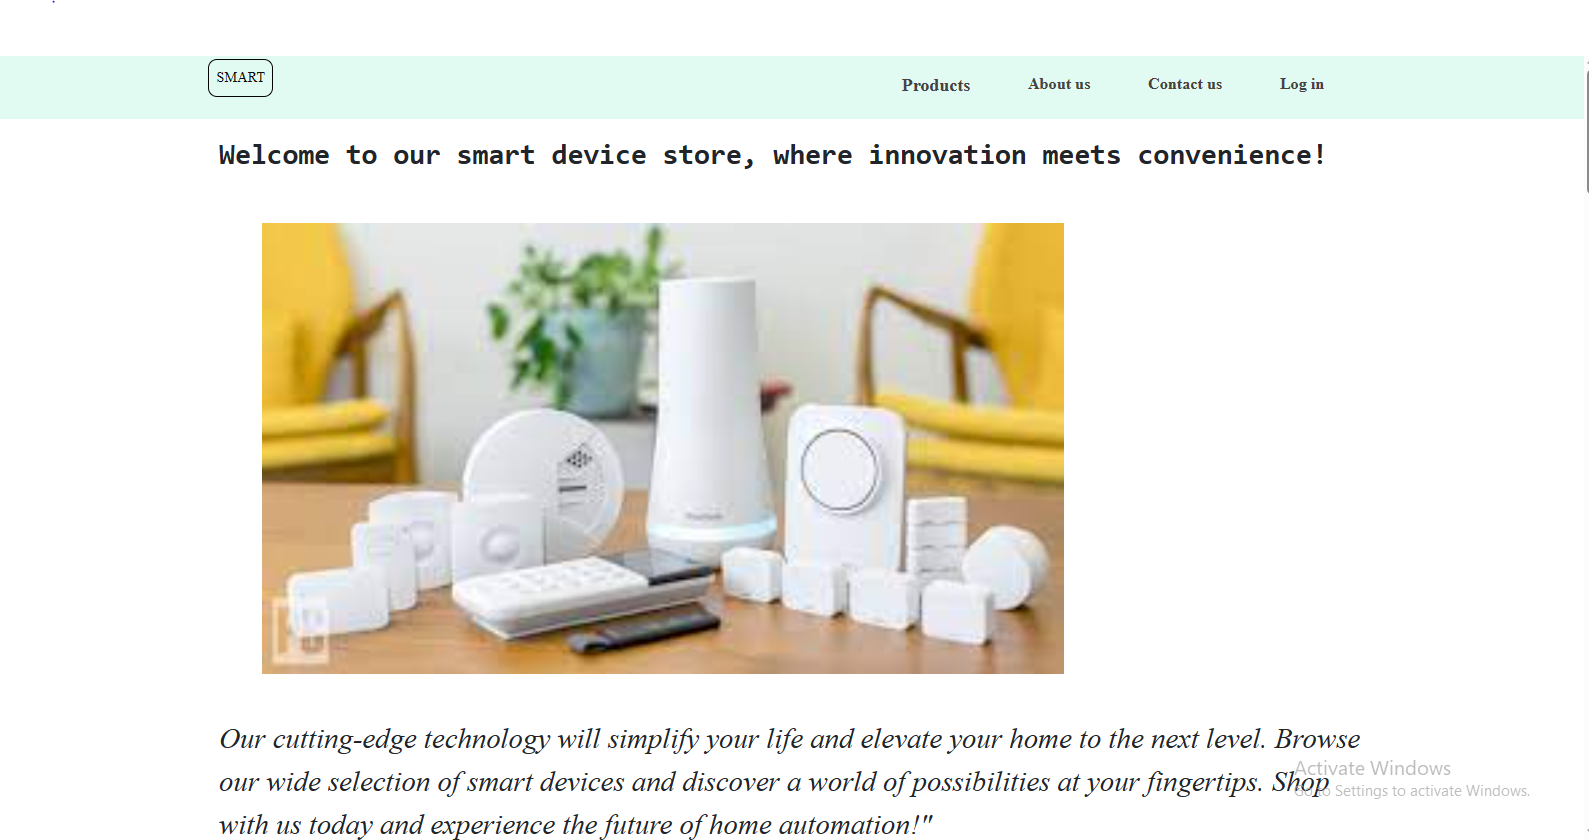 SMART
Products About us Contact us Log in
Welcome to our smart device store, where innovation meets convenience!
Our cutting-edge technology will simplify your life and elevate your home to the next level. Browse
our wide selection of smart devices and discover a world of possibilities at your fingertips. Shop
with us today and experience the future of home automation!"
Activate Windows
Go to Settings to activate Windows.